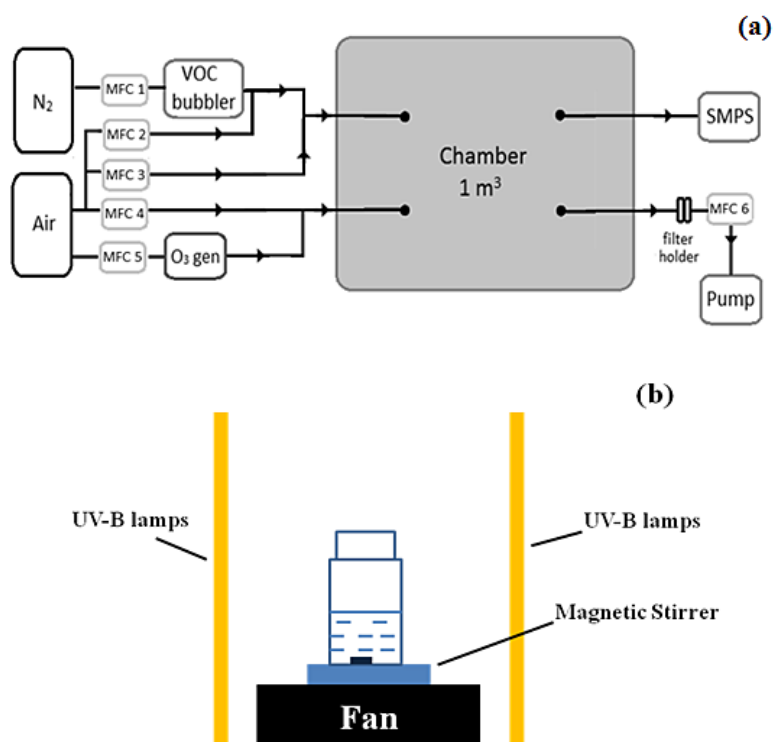 (a)
N2
MFC 1
VOC
bubbler
MFC 2
MFC 3
Air
MFC 4
MFC 5
O3 gen
Chamber
1 m3
SMPS
filter
holder
MFC 6
Pump
(b)
UV-B lamps
UV-B lamps
Magnetic Stirrer
Fan